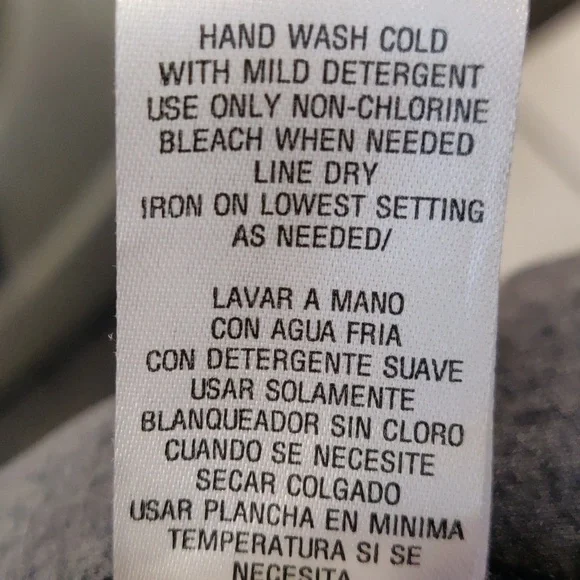 HAND WASH COLD
WITH MILD DETERGENT
USE ONLY NON-CHLORINE
BLEACH WHEN NEEDED
LINE DRY
IRON ON LOWEST SETTING
AS NEEDED/
LAVAR A MANO
CON AGUA FRIA
CON DETERGENTE SUAVE
USAR SOLAMENTE
BLANQUEADOR SIN CLORO
CUANDO SE NECESITE
SECAR COLGADO
USAR PLANCHA EN MINIMA
TEMPERATURA SI SE
NECESITA